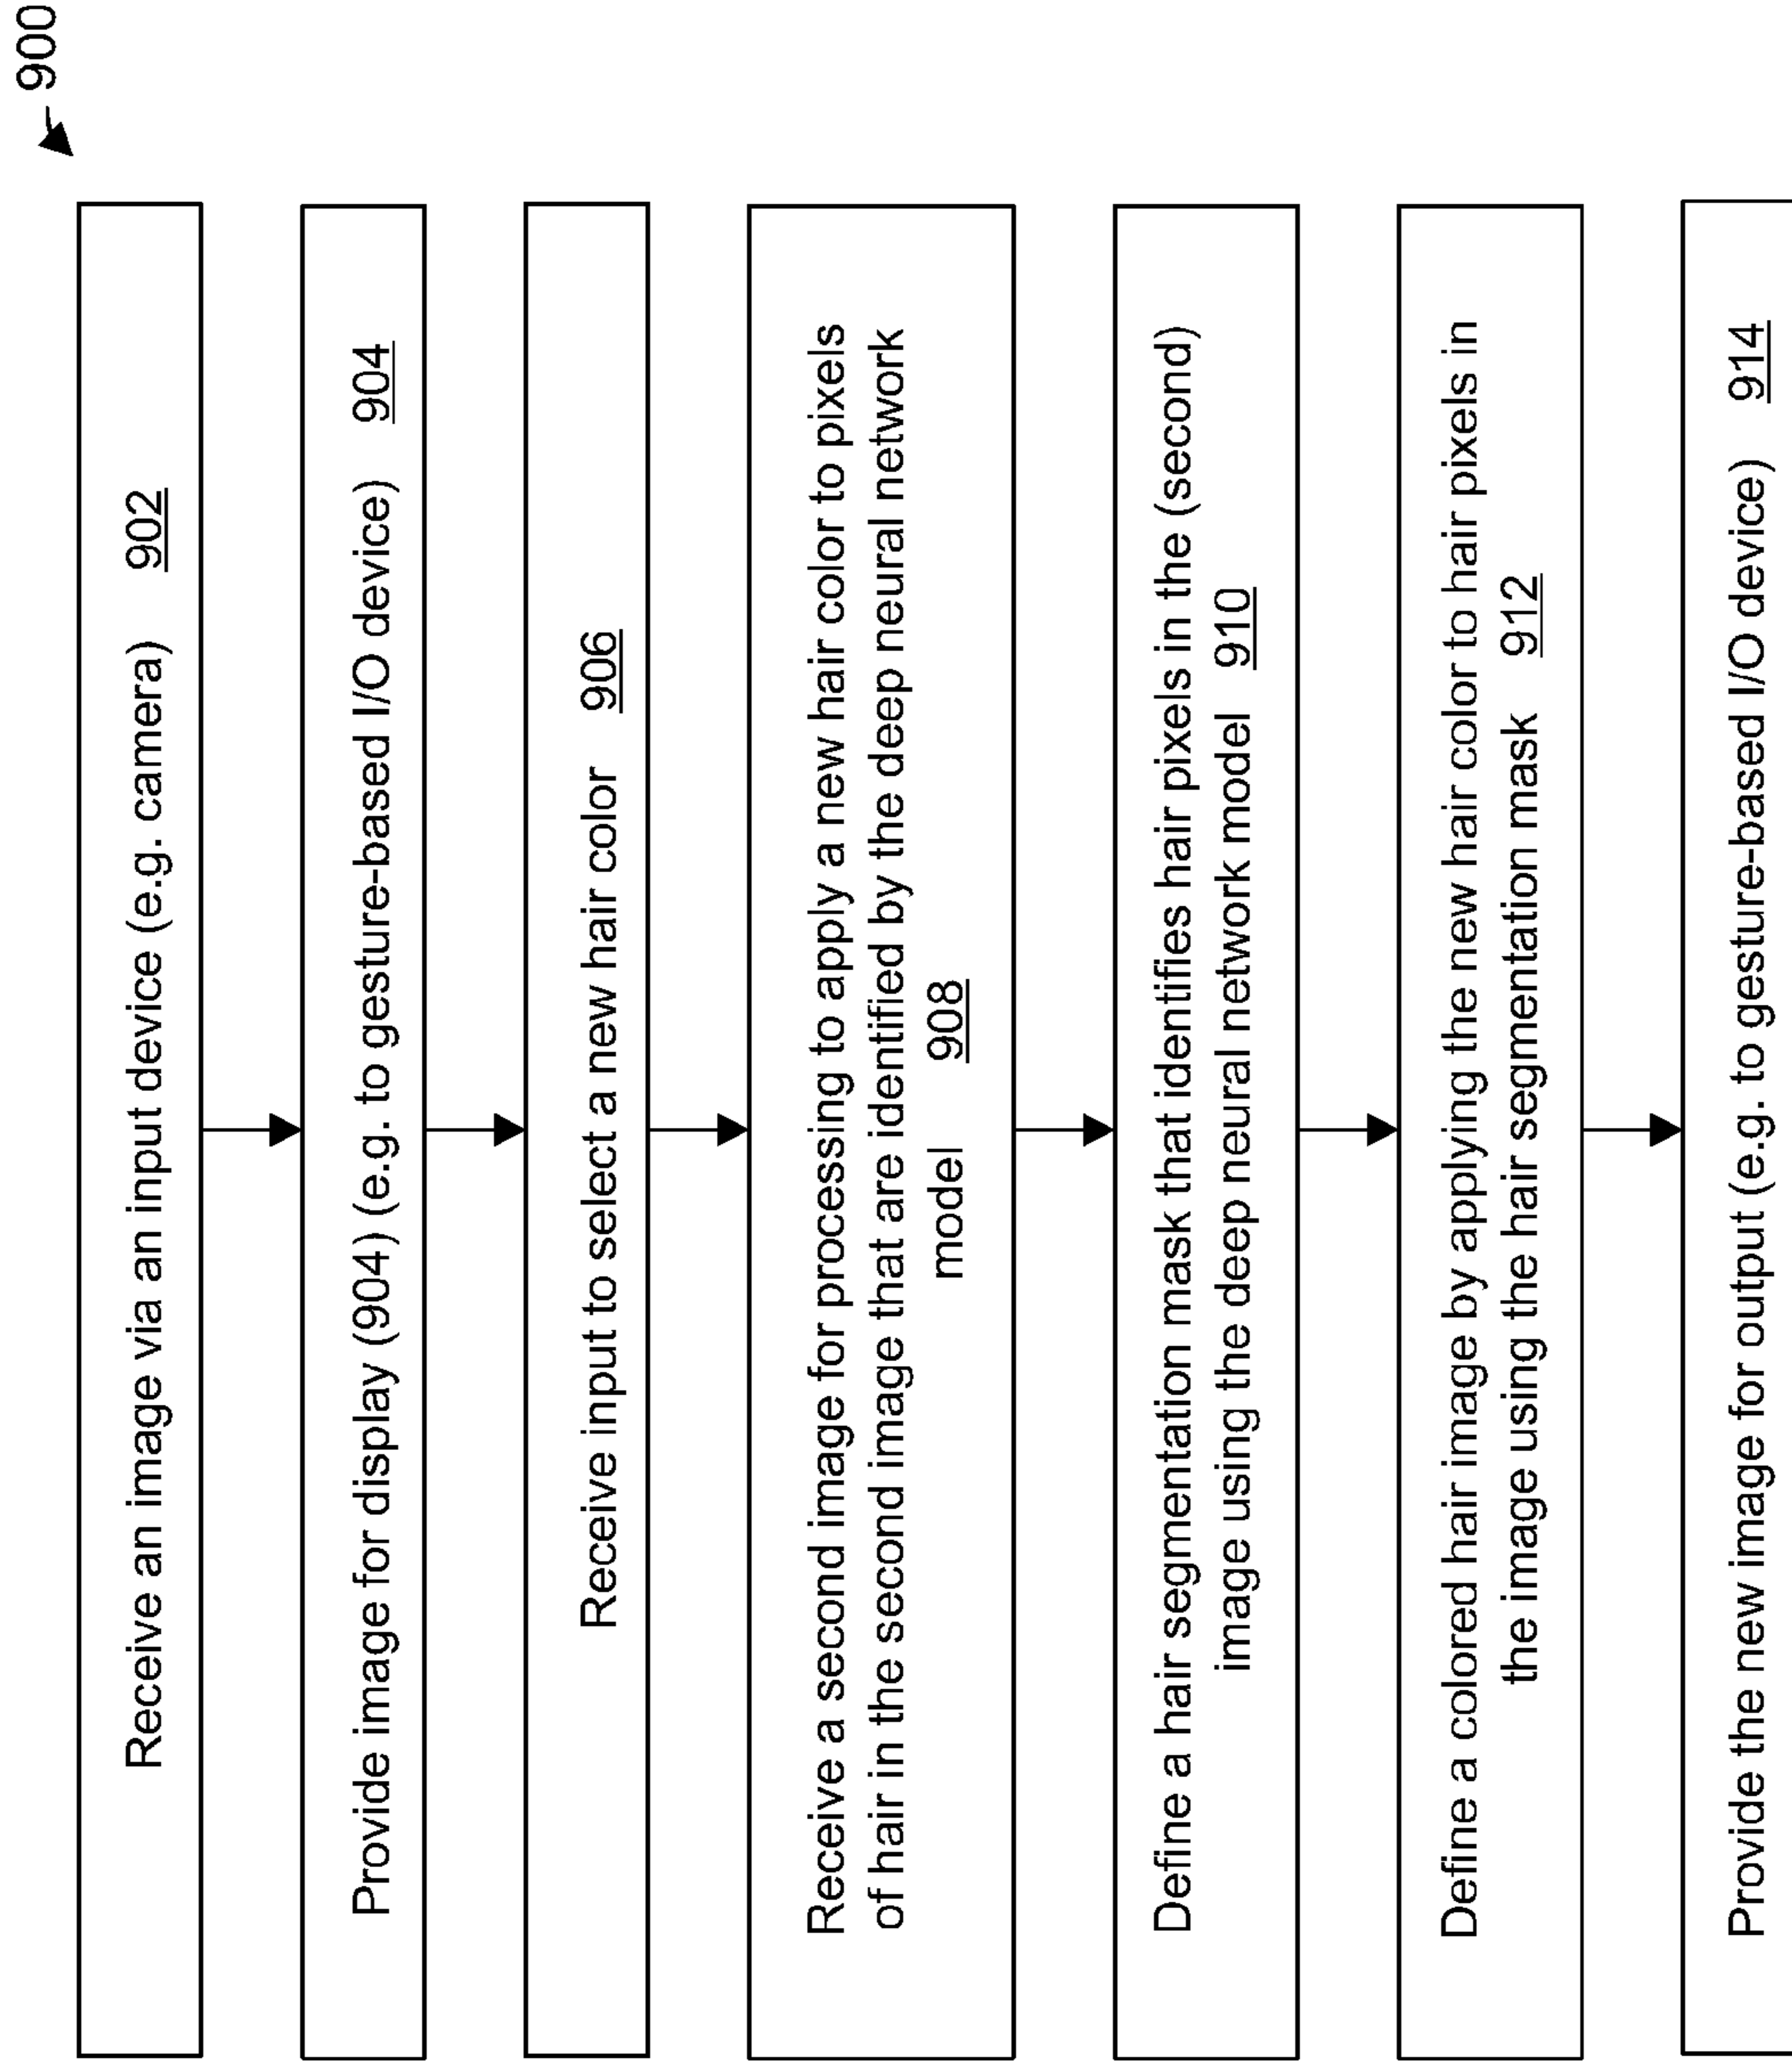 900
Receive an image via an input device (e.g. camera) 902
Provide image for display (904) (e.g. to gesture-based I/O device) 904
Receive input to select a new hair color 906
Receive a second image for processing to apply a new hair color to pixels
of hair in the second image that are identified by the deep neural network
model 908
Define a hair segmentation mask that identifies hair pixels in the (second)
image using the deep neural network model 910
Define a colored hair image by applying the new hair color to hair pixels in
the image using the hair segmentation mask 912
Provide the new image for output (e.g. to gesture-based I/O device) 914